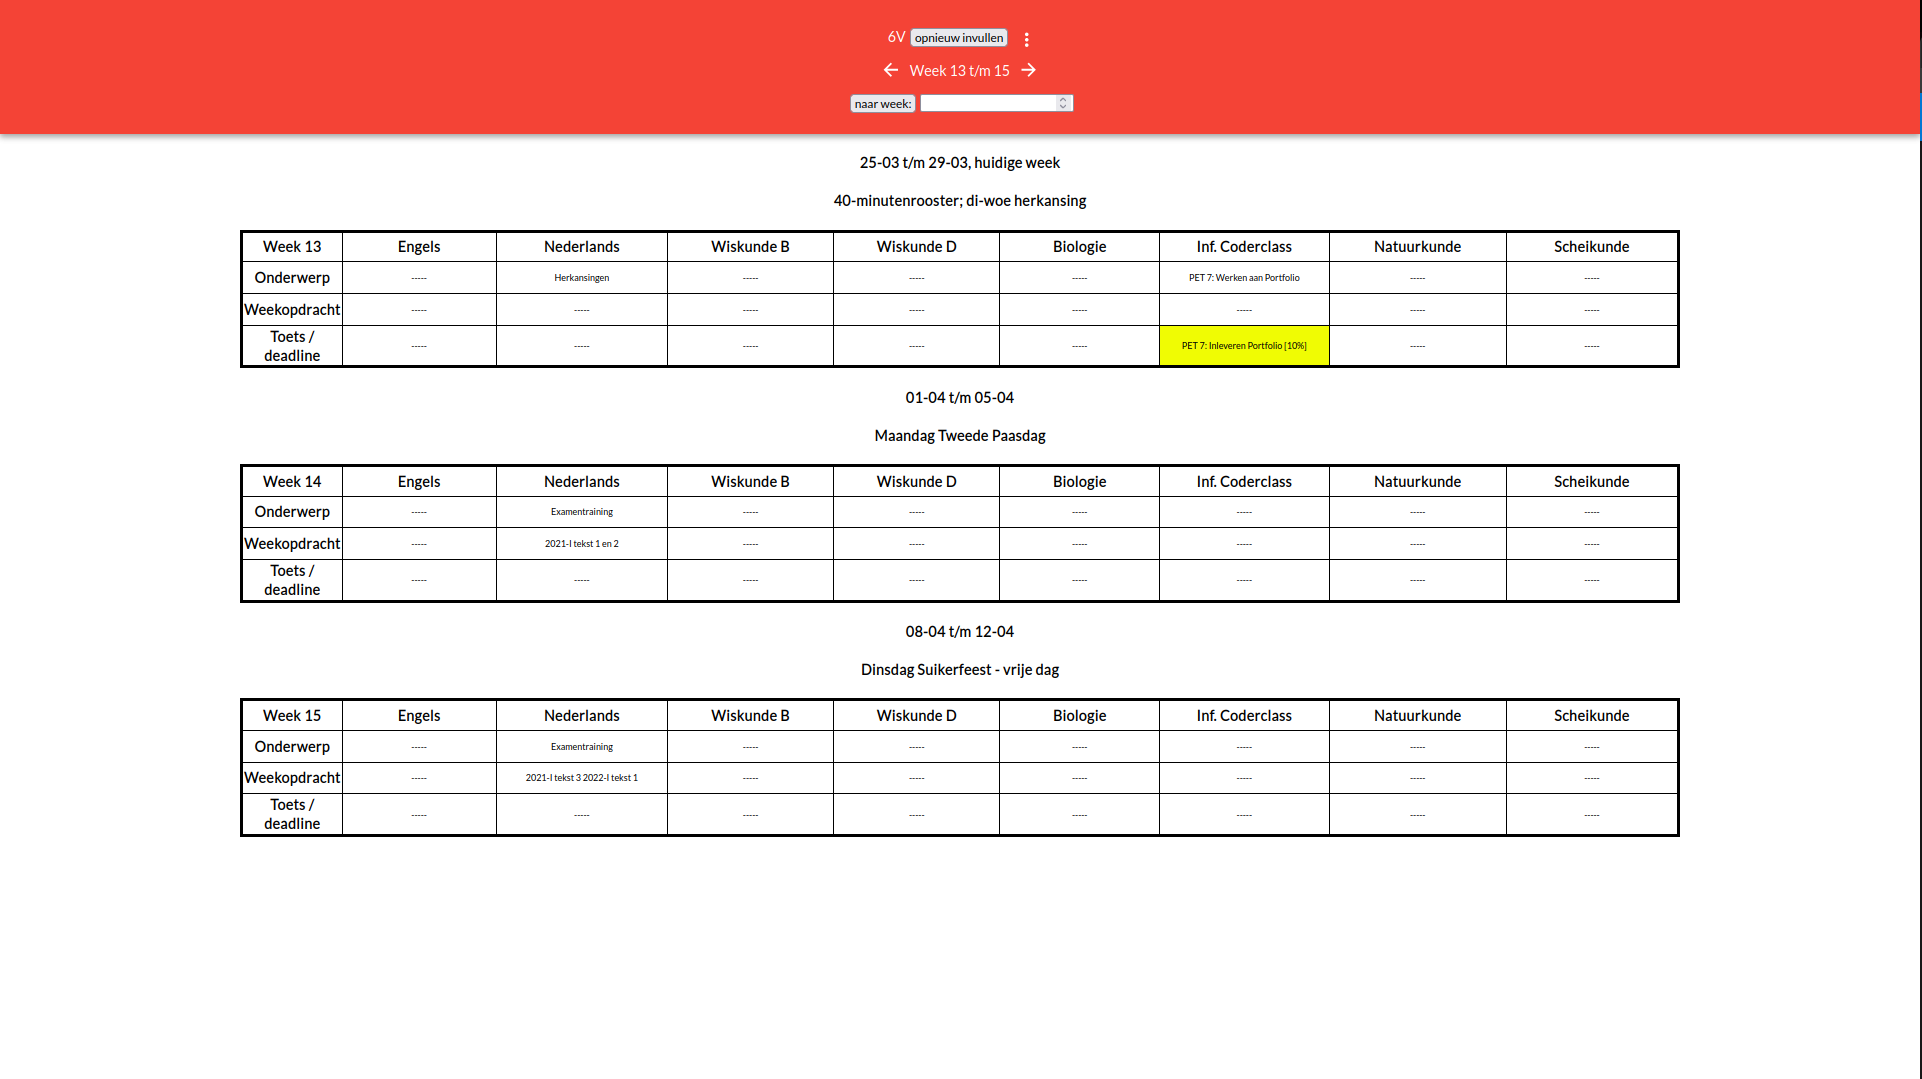 6V opnieuw invullen
Week 13 t/m 15
naar week:
25-03 t/m 29-03, huidige week
40-minutenrooster; di-woe herkansing
Week 13 Engels Nederlands Wiskunde B Wiskunde D Biologie Inf. Coderclass Natuurkunde Scheikunde
Onderwerp ----- Herkansingen ----- ----- ----- PET 7: Werken aan Portfolio ----- -----
Weekopdracht ----- ----- ----- ----- ----- ----- ----- -----
Toets /
deadline ----- ----- ----- ----- ----- PET 7: Inleveren Portfolio [10%] ----- -----
01-04 t/m 05-04
Maandag Tweede Paasdag
Week 14 Engels Nederlands Wiskunde B Wiskunde D Biologie Inf. Coderclass Natuurkunde Scheikunde
Onderwerp ----- Examentraining ----- ----- ----- ----- ----- -----
Weekopdracht ----- 2021-I tekst 1 en 2 ----- ----- ----- ----- ----- -----
Toets /
deadline ----- ----- ----- ----- ----- ----- ----- -----
08-04 t/m 12-04
Dinsdag Suikerfeest - vrije dag
Week 15 Engels Nederlands Wiskunde B Wiskunde D Biologie Inf. Coderclass Natuurkunde Scheikunde
Onderwerp ----- Examentraining ----- ----- ----- ----- ----- -----
Weekopdracht ----- 2021-I tekst 3 2022-I tekst 1 ----- ----- ----- ----- ----- -----
Toets /
deadline ----- ----- ----- ----- ----- ----- ----- -----